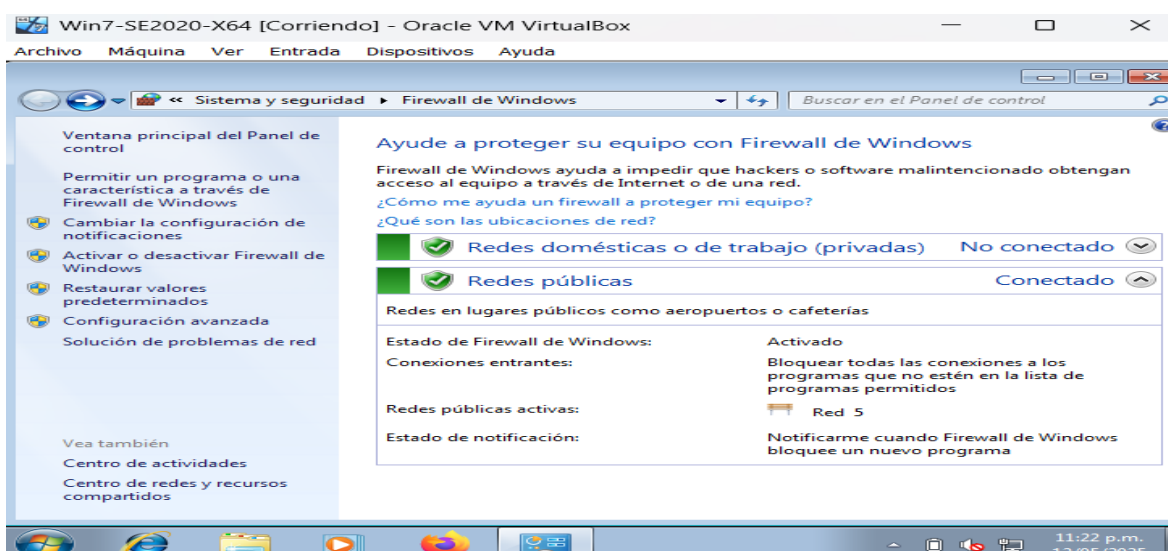 Win7-SE2020-X64 [Corriendo] - Oracle VM VirtualBox
Archivo Máquina Ver Entrada Dispositivos Ayuda
« Sistema y seguridad ▸ Firewall de Windows
Buscar en el Panel de control
Ventana principal del Panel de
control
Permitir un programa o una
característica a través de
Firewall de Windows
Cambiar la configuración de
notificaciones
Activar o desactivar Firewall de
Windows
Restaurar valores
predeterminados
Configuración avanzada
Solución de problemas de red
Vea también
Centro de actividades
Centro de redes y recursos
compartidos
Ayude a proteger su equipo con Firewall de Windows
Firewall de Windows ayuda a impedir que hackers o software malintencionado obtengan
acceso al equipo a través de Internet o de una red.
¿Cómo me ayuda un firewall a proteger mi equipo?
¿Qué son las ubicaciones de red?
Redes domésticas o de trabajo (privadas) No conectado
Redes públicas Conectado
Redes en lugares públicos como aeropuertos o cafeterías
Estado de Firewall de Windows: Activado
Conexiones entrantes: Bloquear todas las conexiones a los
programas que no estén en la lista de
programas permitidos
Redes públicas activas: Red 5
Estado de notificación: Notificarme cuando Firewall de Windows
bloquee un nuevo programa
11:22 p.m.